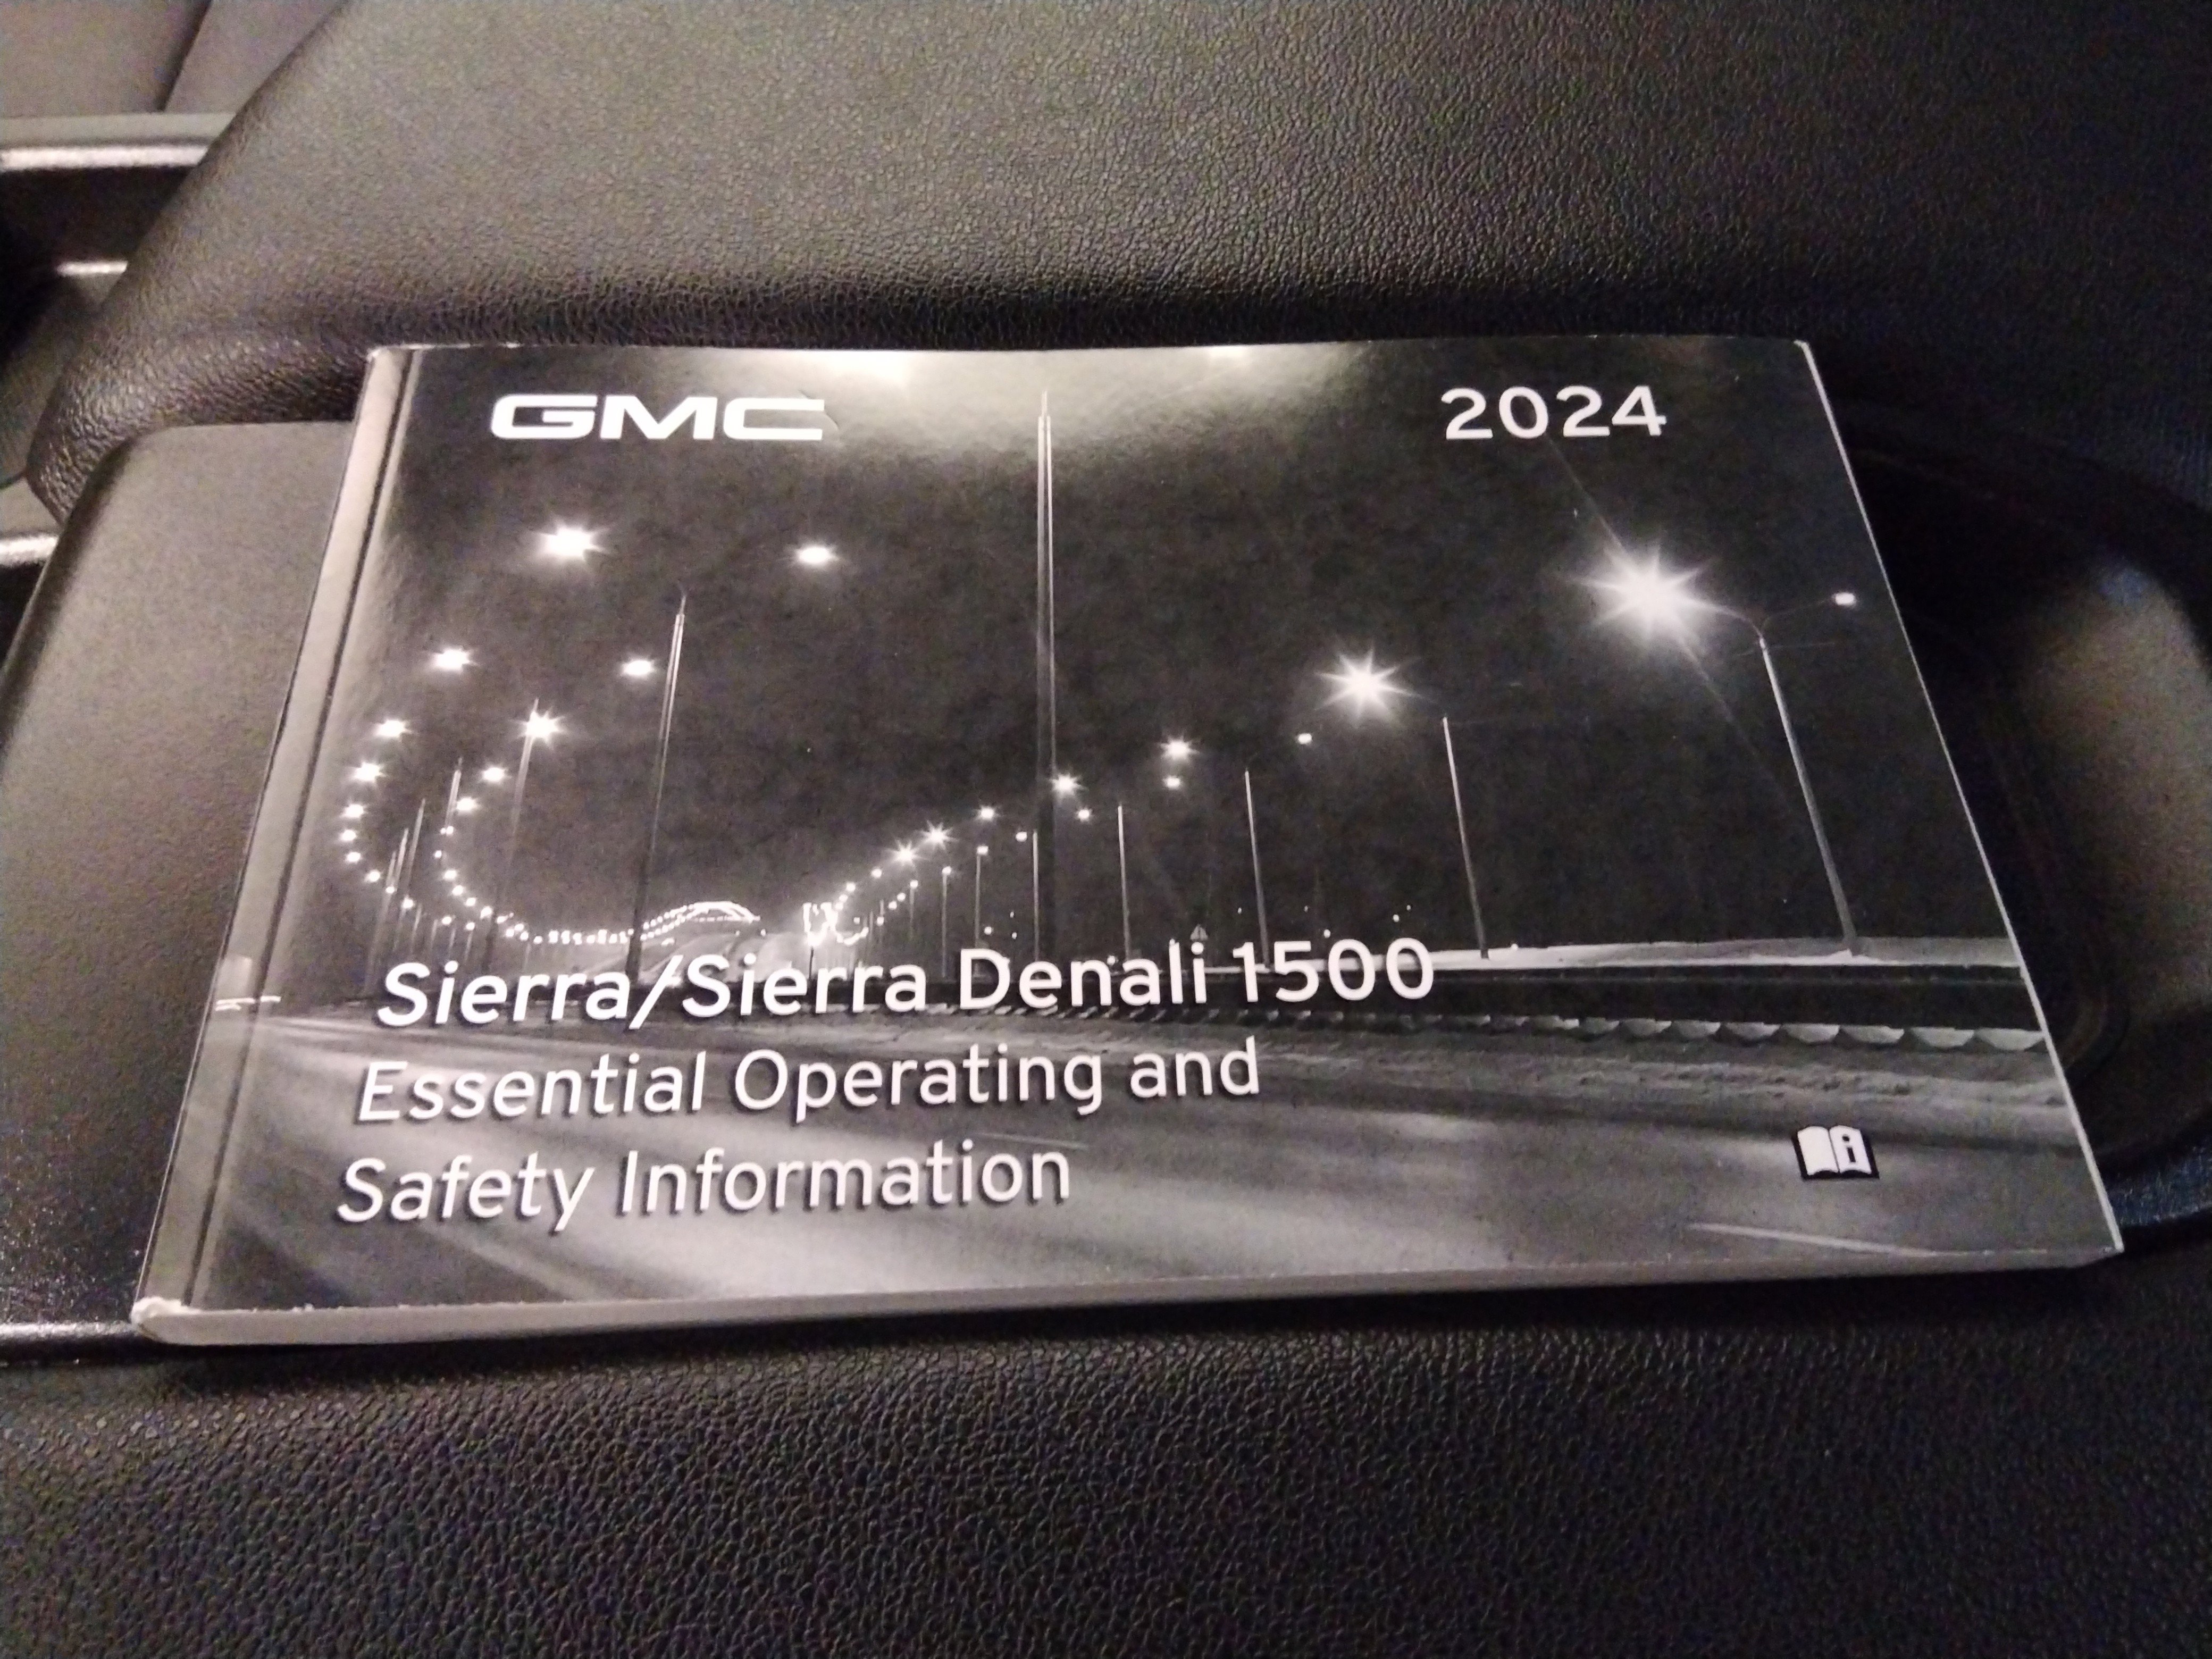 GMC
2024
Sierra/Sierra Denali 1500
Essential Operating and
Safety Information
i